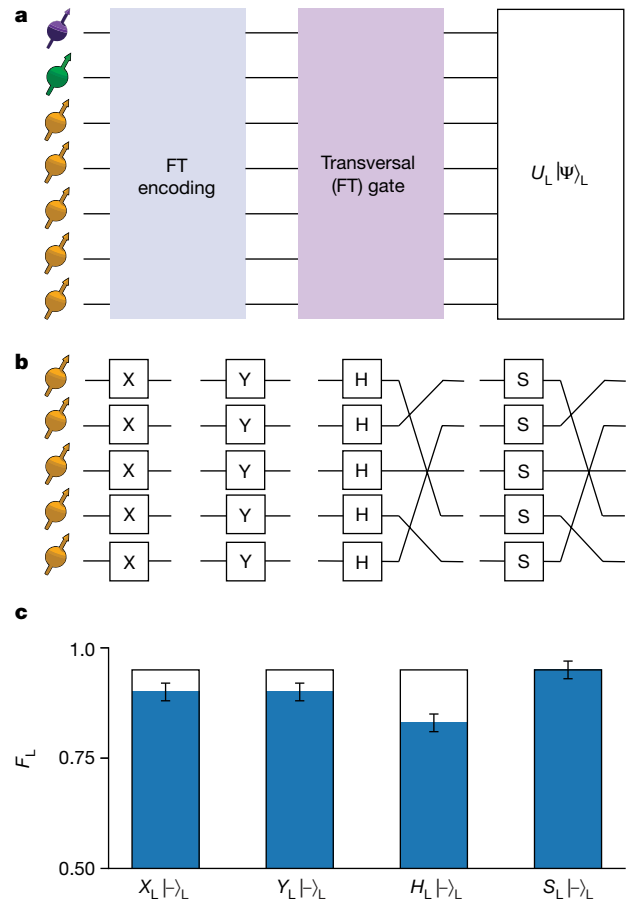 a
FT
encoding
Transversal
(FT) gate
U_L |Ψ⟩_L
b
X Y H S
X Y H S
X Y H S
X Y H S
X Y H S
c
1.0
0.75
0.50
F_L
X_L |–⟩_L Y_L |–⟩_L H_L |–⟩_L S_L |–⟩_L